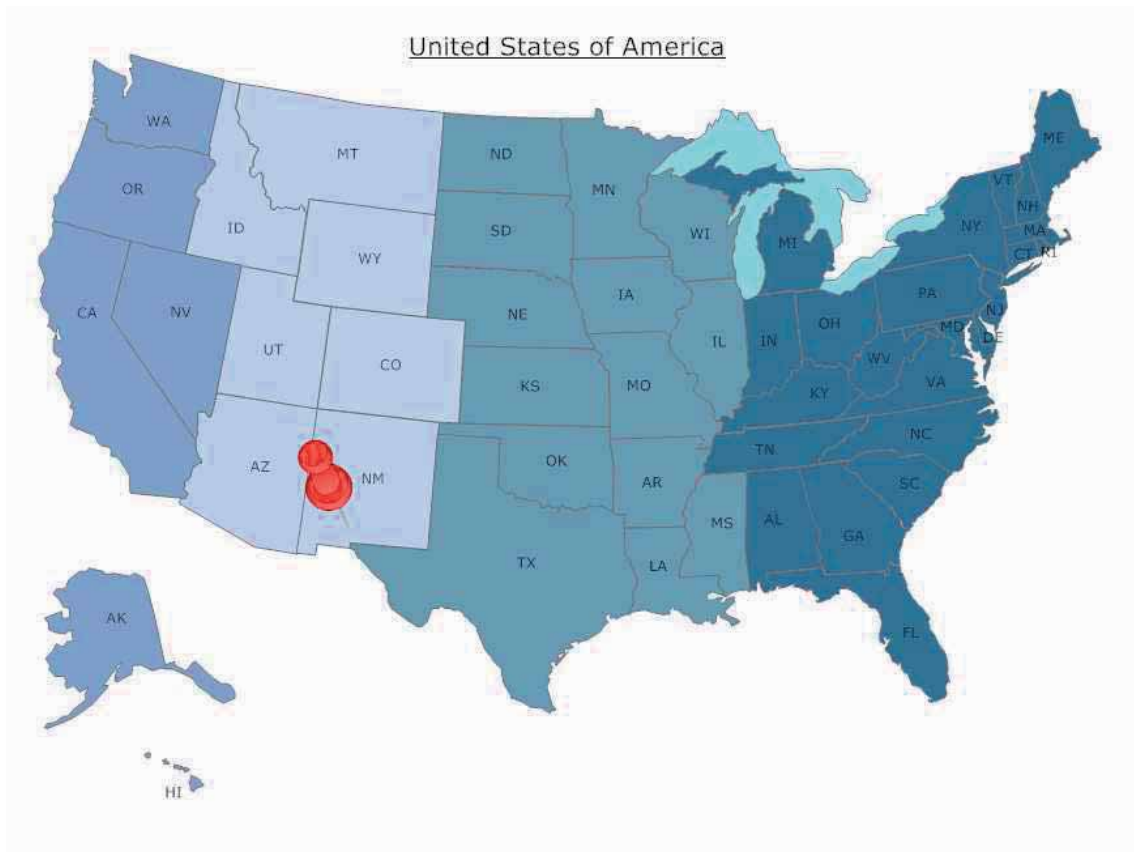 United States of America
WA
MT
ND
ME
OR
MN
VT
NH
ID
SD
WI
NY
MA
MI
CT RI
WY
PA
IA
CA
NV
NE
NJ
OH
MD
DE
UT
IL
IN
WV
CO
KS
MO
KY
VA
NC
TN
AZ
NM
OK
AR
SC
MS
AL
GA
TX
LA
AK
FL
HI